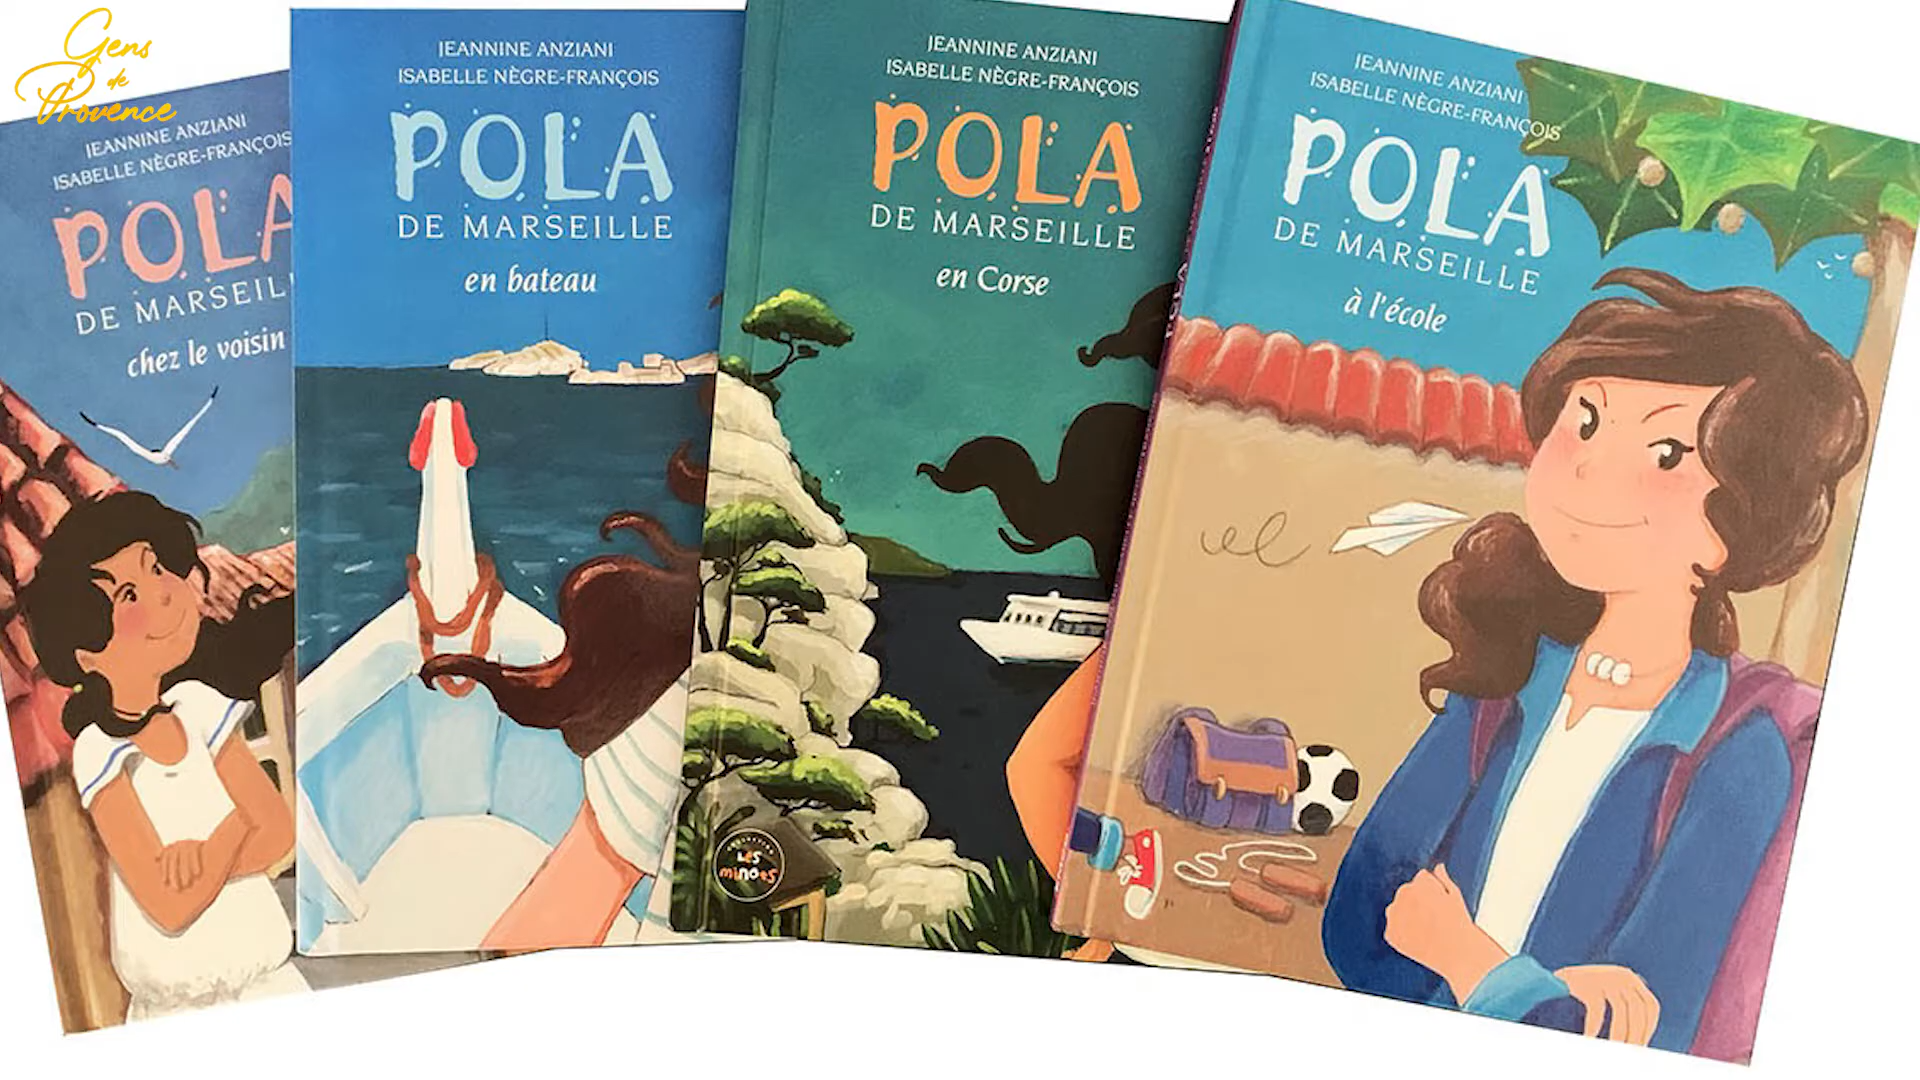 Gens
de
Provence
JEANNINE ANZIANI
ISABELLE NÈGRE-FRANÇOIS
POLA
DE MARSEIL
chez le voisin
JEANNINE ANZIANI
ISABELLE NÈGRE-FRANÇOIS
POLA
DE MARSEILLE
en bateau
JEANNINE ANZIANI
ISABELLE NÈGRE-FRANÇOIS
POLA
DE MARSEILLE
en Corse
COLLECTION
LES
minots
JEANNINE ANZIANI
ISABELLE NÈGRE-FRANÇOIS
POLA
DE MARSEILLE
à l'école